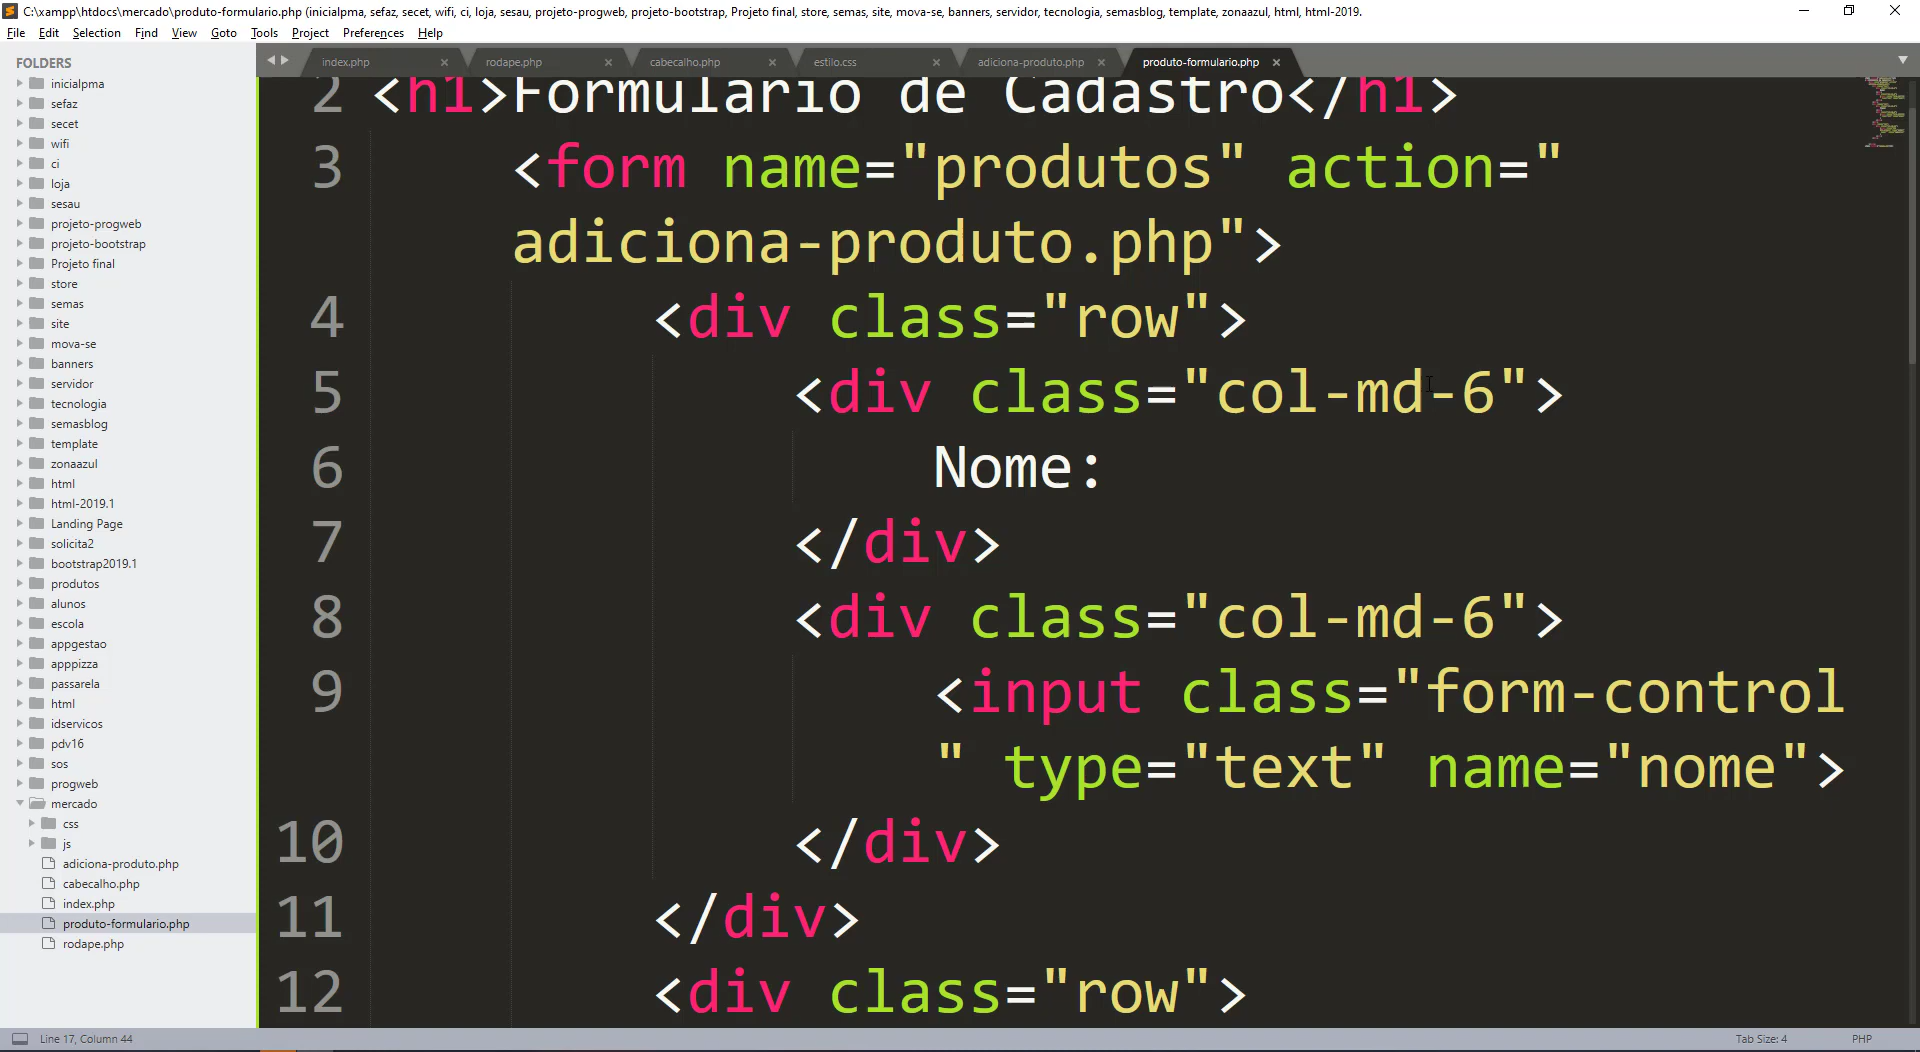 C:\xampp\htdocs\mercado\produto-formulario.php (inicialpma, sefaz, secet, wifi, ci, loja, sesau, projeto-progweb, projeto-bootstrap, Projeto final, store, semas, site, mova-se, banners, servidor, tecnologia, semasblog, template, zonaazul, html, html-2019.
File Edit Selection Find View Goto Tools Project Preferences Help
FOLDERS
inicialpma
sefaz
secet
wifi
ci
loja
sesau
projeto-progweb
projeto-bootstrap
Projeto final
store
semas
site
mova-se
banners
servidor
tecnologia
semasblog
template
zonaazul
html
html-2019.1
Landing Page
solicita2
bootstrap2019.1
produtos
alunos
escola
appgestao
apppizza
passarela
html
idservicos
pdv16
sos
progweb
mercado
css
js
adiciona-produto.php
cabecalho.php
index.php
produto-formulario.php
rodape.php
index.php rodape.php cabecalho.php estilo.css adiciona-produto.php produto-formulario.php
2 <h1>Formulario de Cadastro</h1>
3 <form name="produtos" action="
adiciona-produto.php">
4 <div class="row">
5 <div class="col-md-6">
6 Nome:
7 </div>
8 <div class="col-md-6">
9 <input class="form-control
" type="text" name="nome">
10 </div>
11 </div>
12 <div class="row">
Line 17, Column 44 Tab Size: 4 PHP